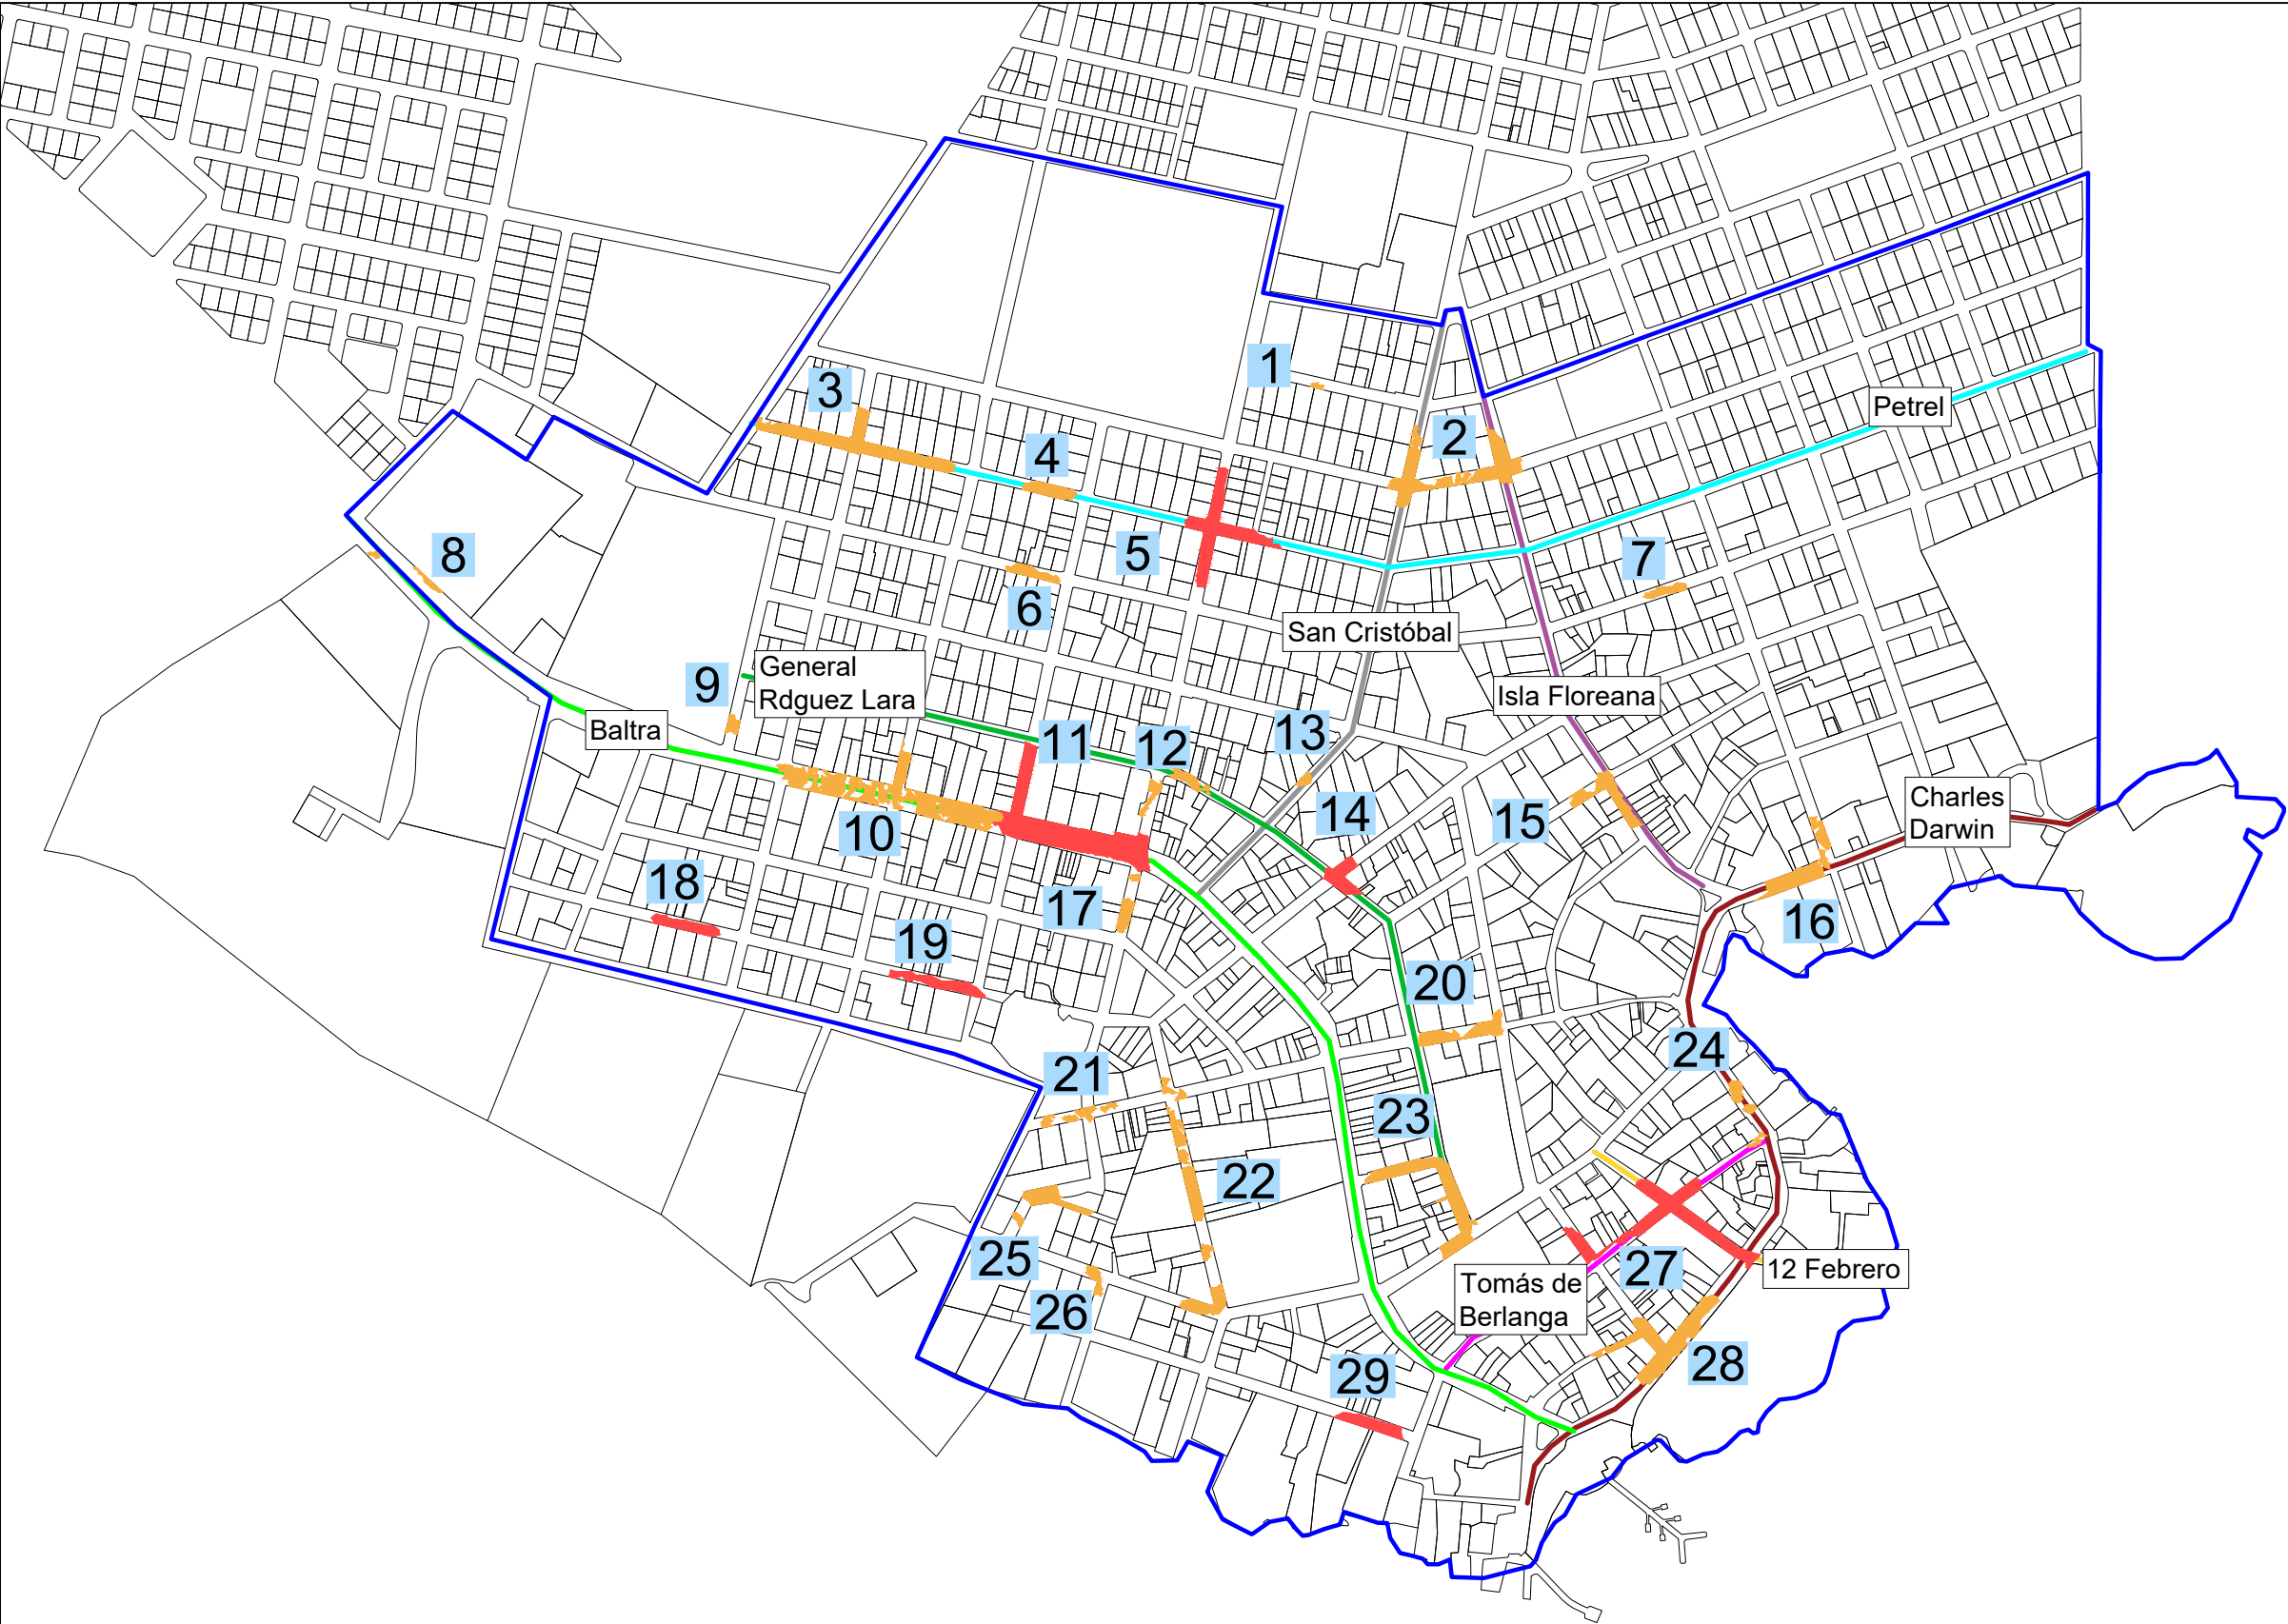 1
3
Petrel
2
4
5
8
7
6
San Cristóbal
General
Rdguez Lara
9
Isla Floreana
Baltra
11
12
13
Charles
Darwin
14
15
10
18
17
16
19
20
24
21
23
22
25
27
12 Febrero
Tomás de
Berlanga
26
28
29